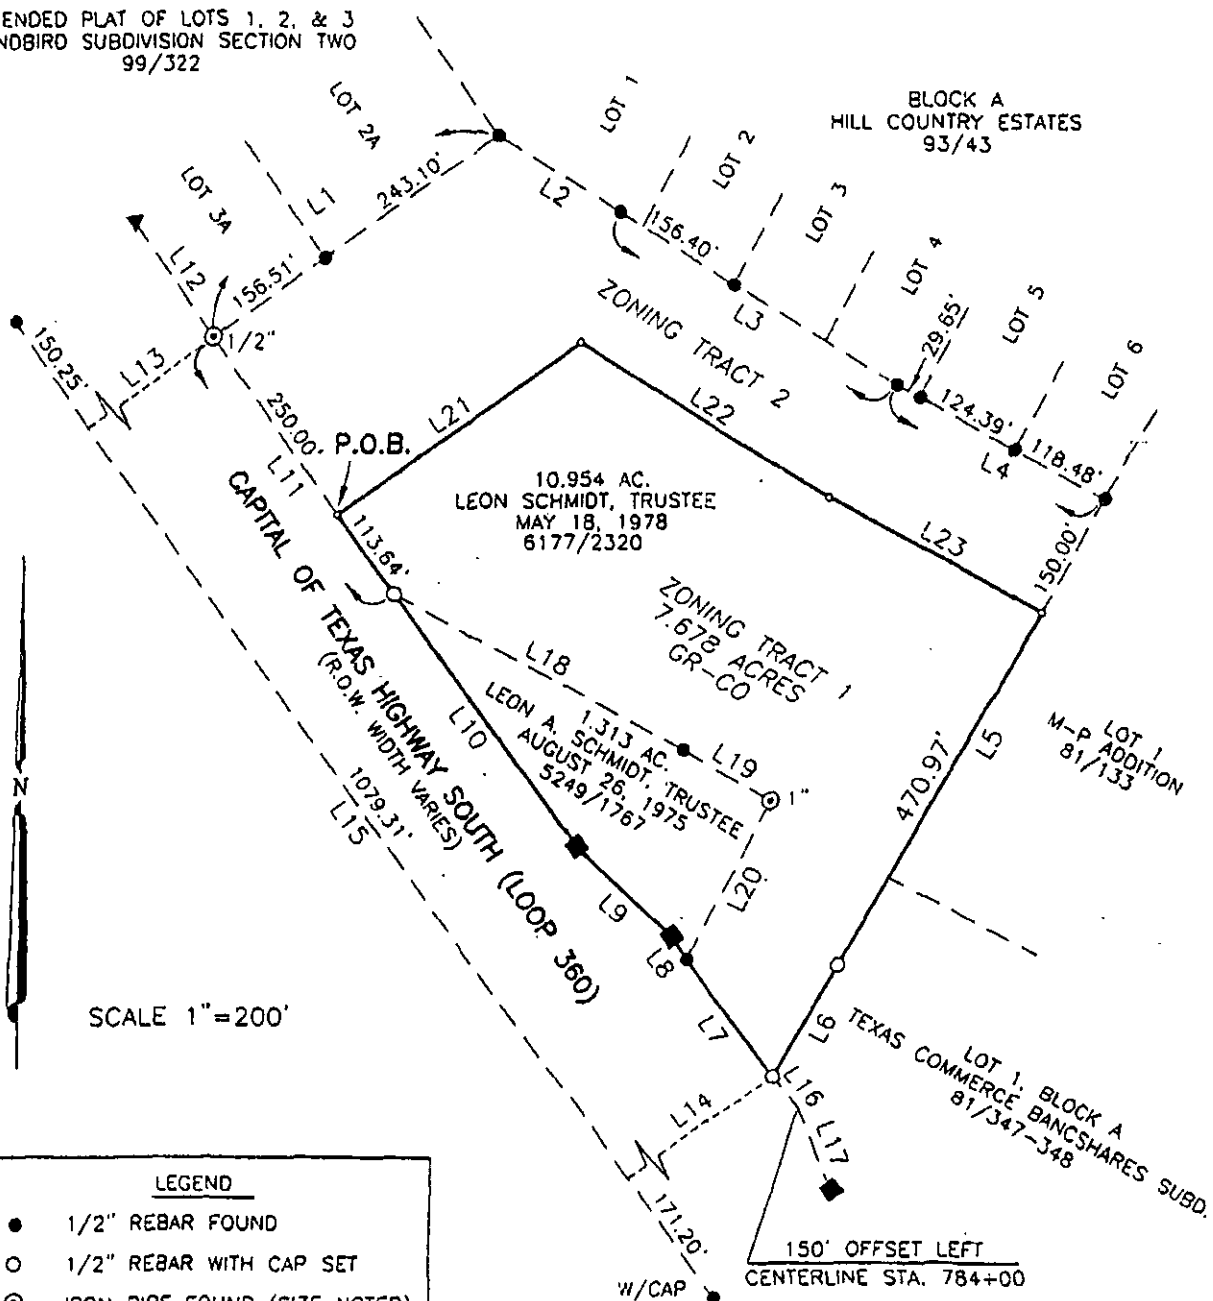 ENDED PLAT OF LOTS 1, 2, & 3
NDBIRD SUBDIVISION SECTION TWO
99/322
BLOCK A
HILL COUNTRY ESTATES
93/43
LOT 1
LOT 2
LOT 3
LOT 4
LOT 5
LOT 6
LOT 2A
LOT 3A
L1
243.10'
L2
156.40'
L3
29.65'
124.39'
L4
118.48'
L12
156.51'
1/2"
150.25'
L13
250.00'
L11
P.O.B.
L21
ZONING TRACT 2
L22
L23
150.00'
10.954 AC.
LEON SCHMIDT, TRUSTEE
MAY 18, 1978
6177/2320
113.64'
ZONING TRACT 1
7.678 ACRES
GR-CO
CAPITAL OF TEXAS HIGHWAY SOUTH (LOOP 360)
(R.O.W. WIDTH VARIES)
L18
L10
1.313 AC.
LEON A. SCHMIDT, TRUSTEE
AUGUST 26, 1975
5249/1767
L19
1"
L20
470.97'
L5
LOT 1
M-P ADDITION
81/133
1079.31'
L15
L9
L8
L7
L6
N
SCALE 1"=200'
L14
L16
L17
LOT 1, BLOCK A
TEXAS COMMERCE BANCSHARES SUBD.
81/347-348
171.20'
W/CAP
150' OFFSET LEFT
CENTERLINE STA. 784+00
LEGEND
1/2" REBAR FOUND
1/2" REBAR WITH CAP SET
IRON PIPE FOUND (SIZE NOTED)